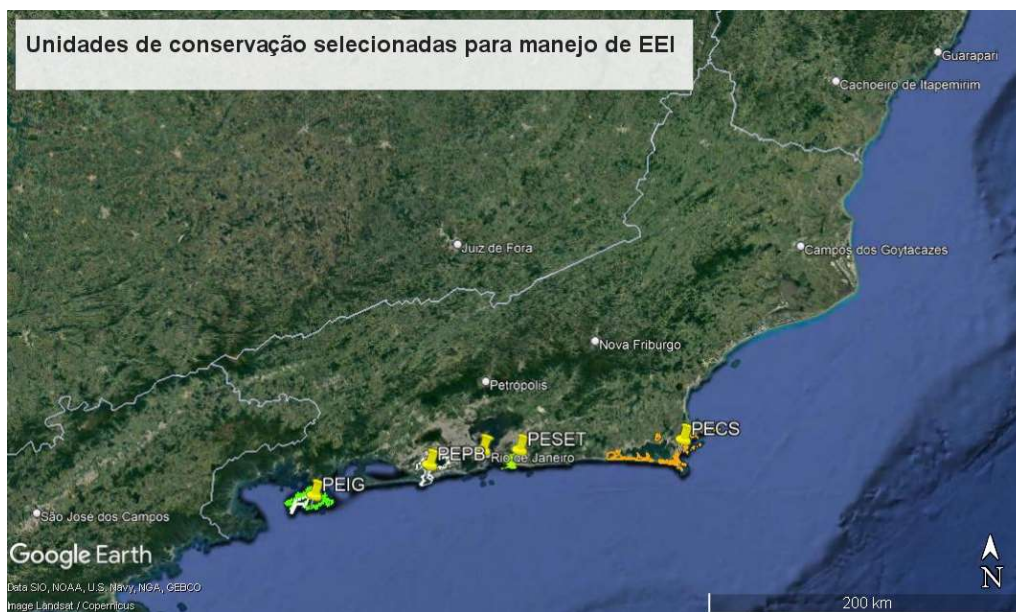 Unidades de conservação selecionadas para manejo de EEI
Guarapari
Cachoeiro de Itapemirim
Juiz de Fora
Campos dos Goytacazes
Nova Friburgo
Petrópolis
PECS
PESET
PEPB
Rio de Janeiro
PEIG
São José dos Campos
Google Earth
Data SIO, NOAA, U.S. Navy, NGA, GEBCO
Image Landsat / Copernicus
N
200 km